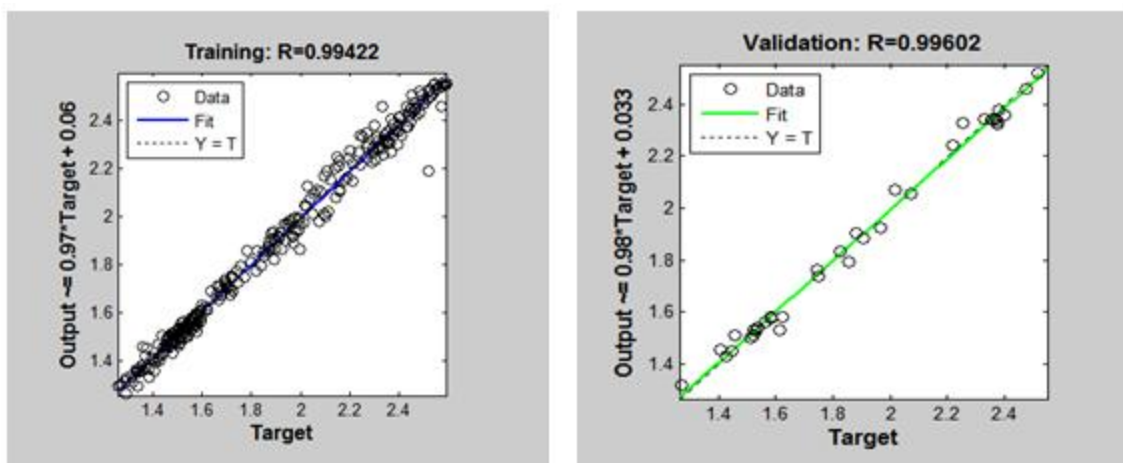 Training: R=0.99422
Output ~= 0.97*Target + 0.06
Data
Fit
Y = T
2.4
2.2
2
1.8
1.6
1.4
1.4 1.6 1.8 2 2.2 2.4
Target
Validation: R=0.99602
Output ~= 0.98*Target + 0.033
Data
Fit
Y = T
2.4
2.2
2
1.8
1.6
1.4
1.4 1.6 1.8 2 2.2 2.4
Target